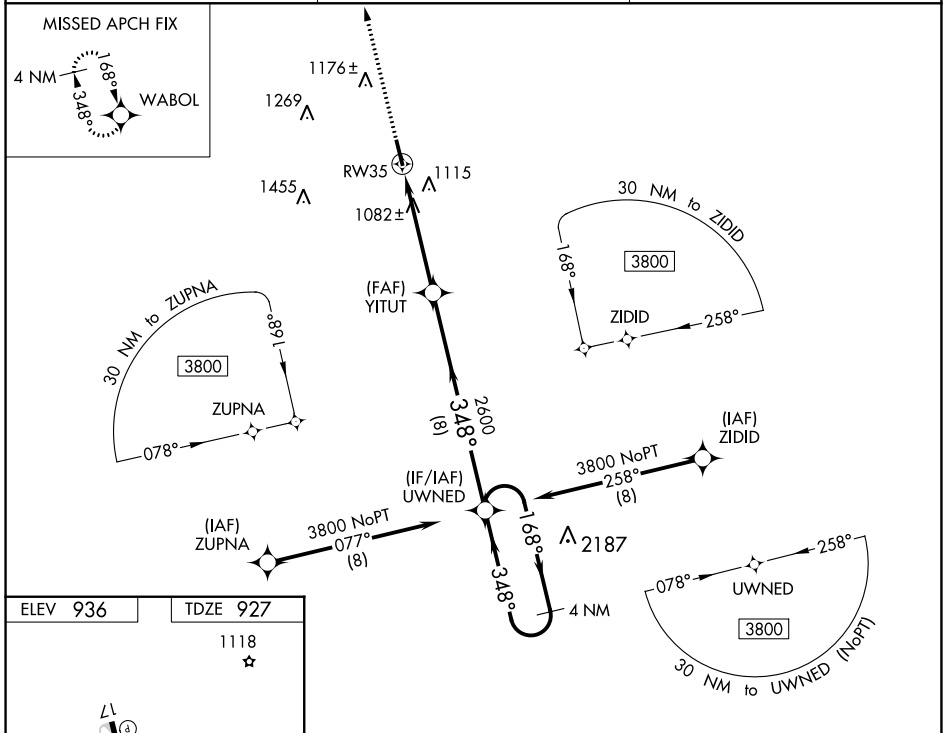 MISSED APCH FIX
4 NM
168°
348°
WABOL
1176±
1269
RW35
1115
1455
1082±
30 NM to ZIDID
168°
3800
ZIDID
258°
(FAF)
YITUT
30 NM to ZUPNA
168°
3800
ZUPNA
078°
348°
2600
(8)
(IAF)
ZIDID
3800 NoPT
258°
(8)
(IF/IAF)
UWNED
(IAF)
ZUPNA
3800 NoPT
077°
(8)
168°
348°
2187
4 NM
078°
258°
UWNED
3800
30 NM to UWNED (NoPT)
ELEV 936
TDZE 927
1118
17
P